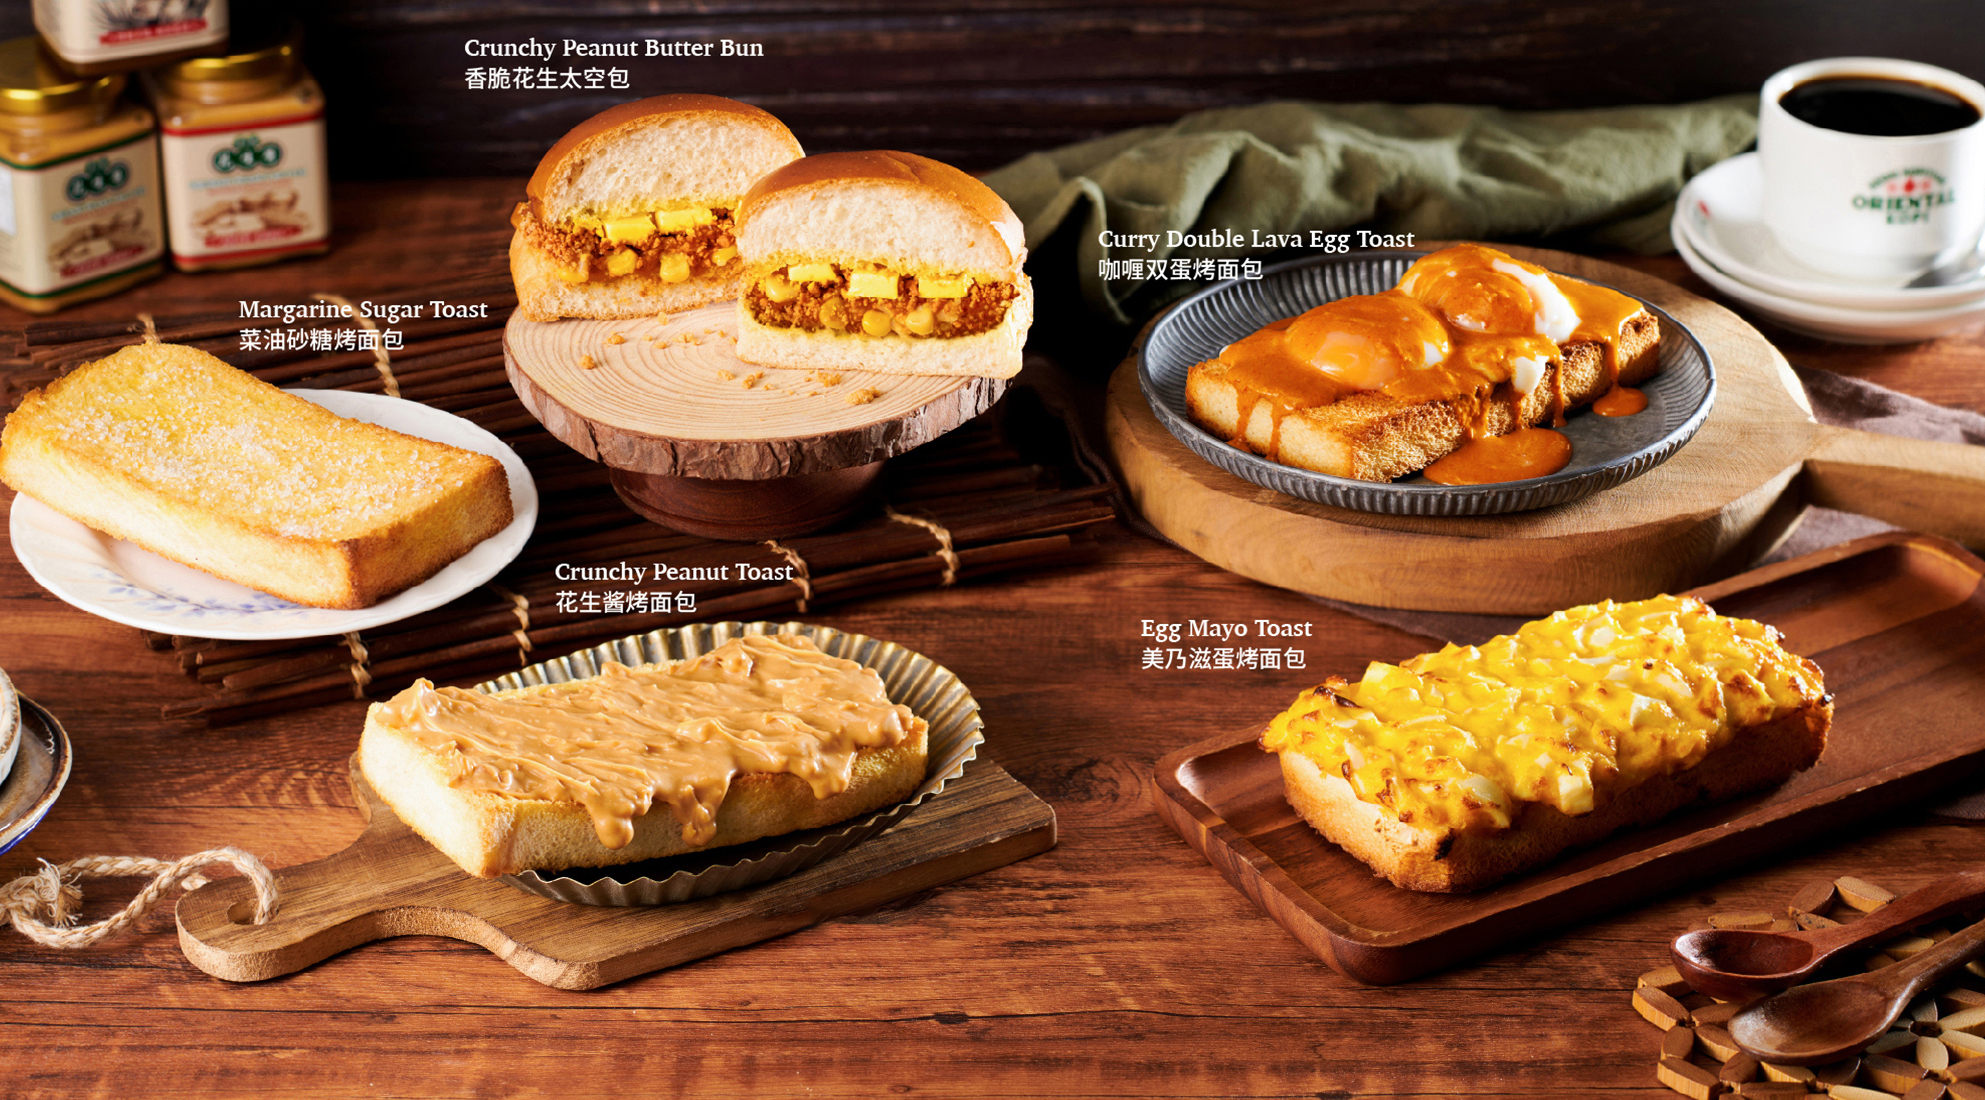 Crunchy Peanut Butter Bun
香脆花生太空包
Curry Double Lava Egg Toast
咖喱双蛋烤面包
Margarine Sugar Toast
菜油砂糖烤面包
Crunchy Peanut Toast
花生酱烤面包
Egg Mayo Toast
美乃滋蛋烤面包
ORIENTAL
KOPI